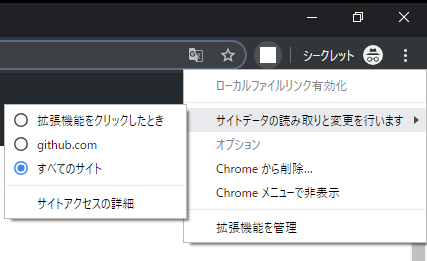 シークレット
ローカルファイルリンク有効化
サイトデータの読み取りと変更を行います
オプション
Chrome から削除...
Chrome メニューで非表示
拡張機能を管理
拡張機能をクリックしたとき
github.com
すべてのサイト
サイトアクセスの詳細